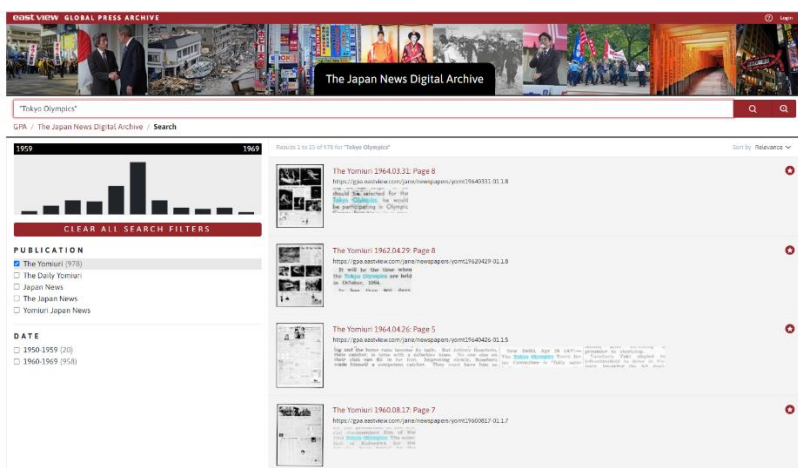 east view GLOBAL PRESS ARCHIVE
Login
The Japan News Digital Archive
"Tokyo Olympics"
GPA / The Japan News Digital Archive / Search
1959 1969
CLEAR ALL SEARCH FILTERS
PUBLICATION
The Yomiuri (978)
The Daily Yomiuri
Japan News
The Japan News
Yomiuri Japan News
DATE
1950-1959 (20)
1960-1969 (958)
Results 1 to 25 of 978 for "Tokyo Olympics"
Sort by Relevance
The Yomiuri 1964.03.31: Page 8
https://gpa.eastview.com/jana/newspapers/yomt19640331-01.1.8
should be selected for the
Tokyo Olympics, he would
be participating in Olympic
The Yomiuri 1962.04.29: Page 8
https://gpa.eastview.com/jana/newspapers/yomt19620429-01.1.8
It will be the time when
the Tokyo Olympics are held
in October, 1964.
The Yomiuri 1964.04.26: Page 5
https://gpa.eastview.com/jana/newspapers/yomt19640426-01.1.5
The Tokyo Olympics
The Yomiuri 1960.08.17: Page 7
https://gpa.eastview.com/jana/newspapers/yomt19600817-01.1.7
Tokyo Olympics